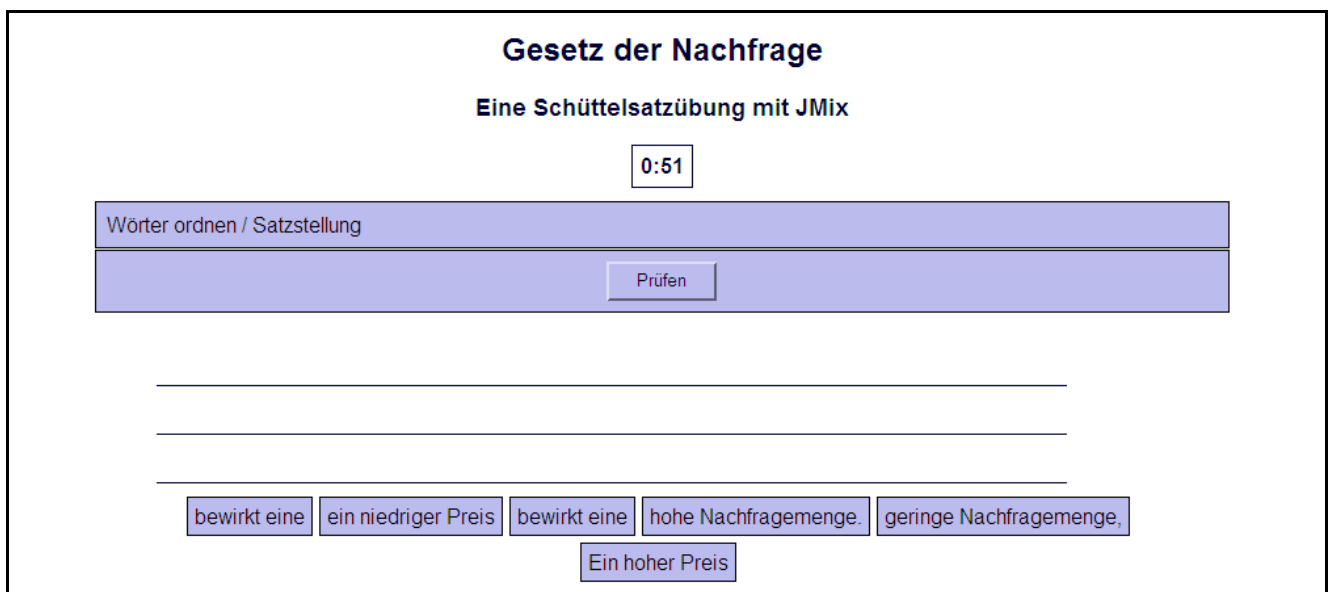 Gesetz der Nachfrage
Eine Schüttelsatzübung mit JMix
0:51
Wörter ordnen / Satzstellung
Prüfen
bewirkt eine ein niedriger Preis bewirkt eine hohe Nachfragemenge. geringe Nachfragemenge,
Ein hoher Preis